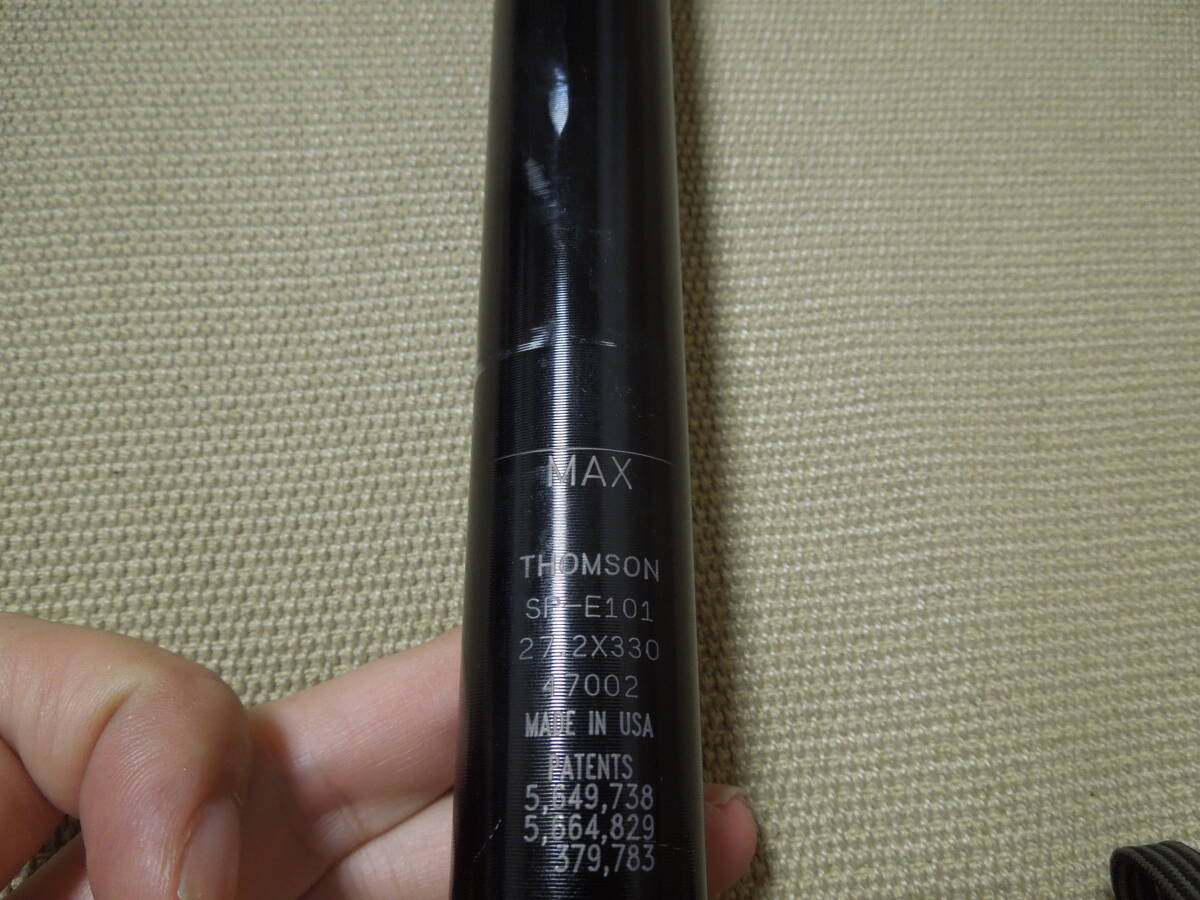 MAX
THOMSON
SP-E101
27.2X330
47002
MADE IN USA
PATENTS
5,649,738
5,664,829
379,783